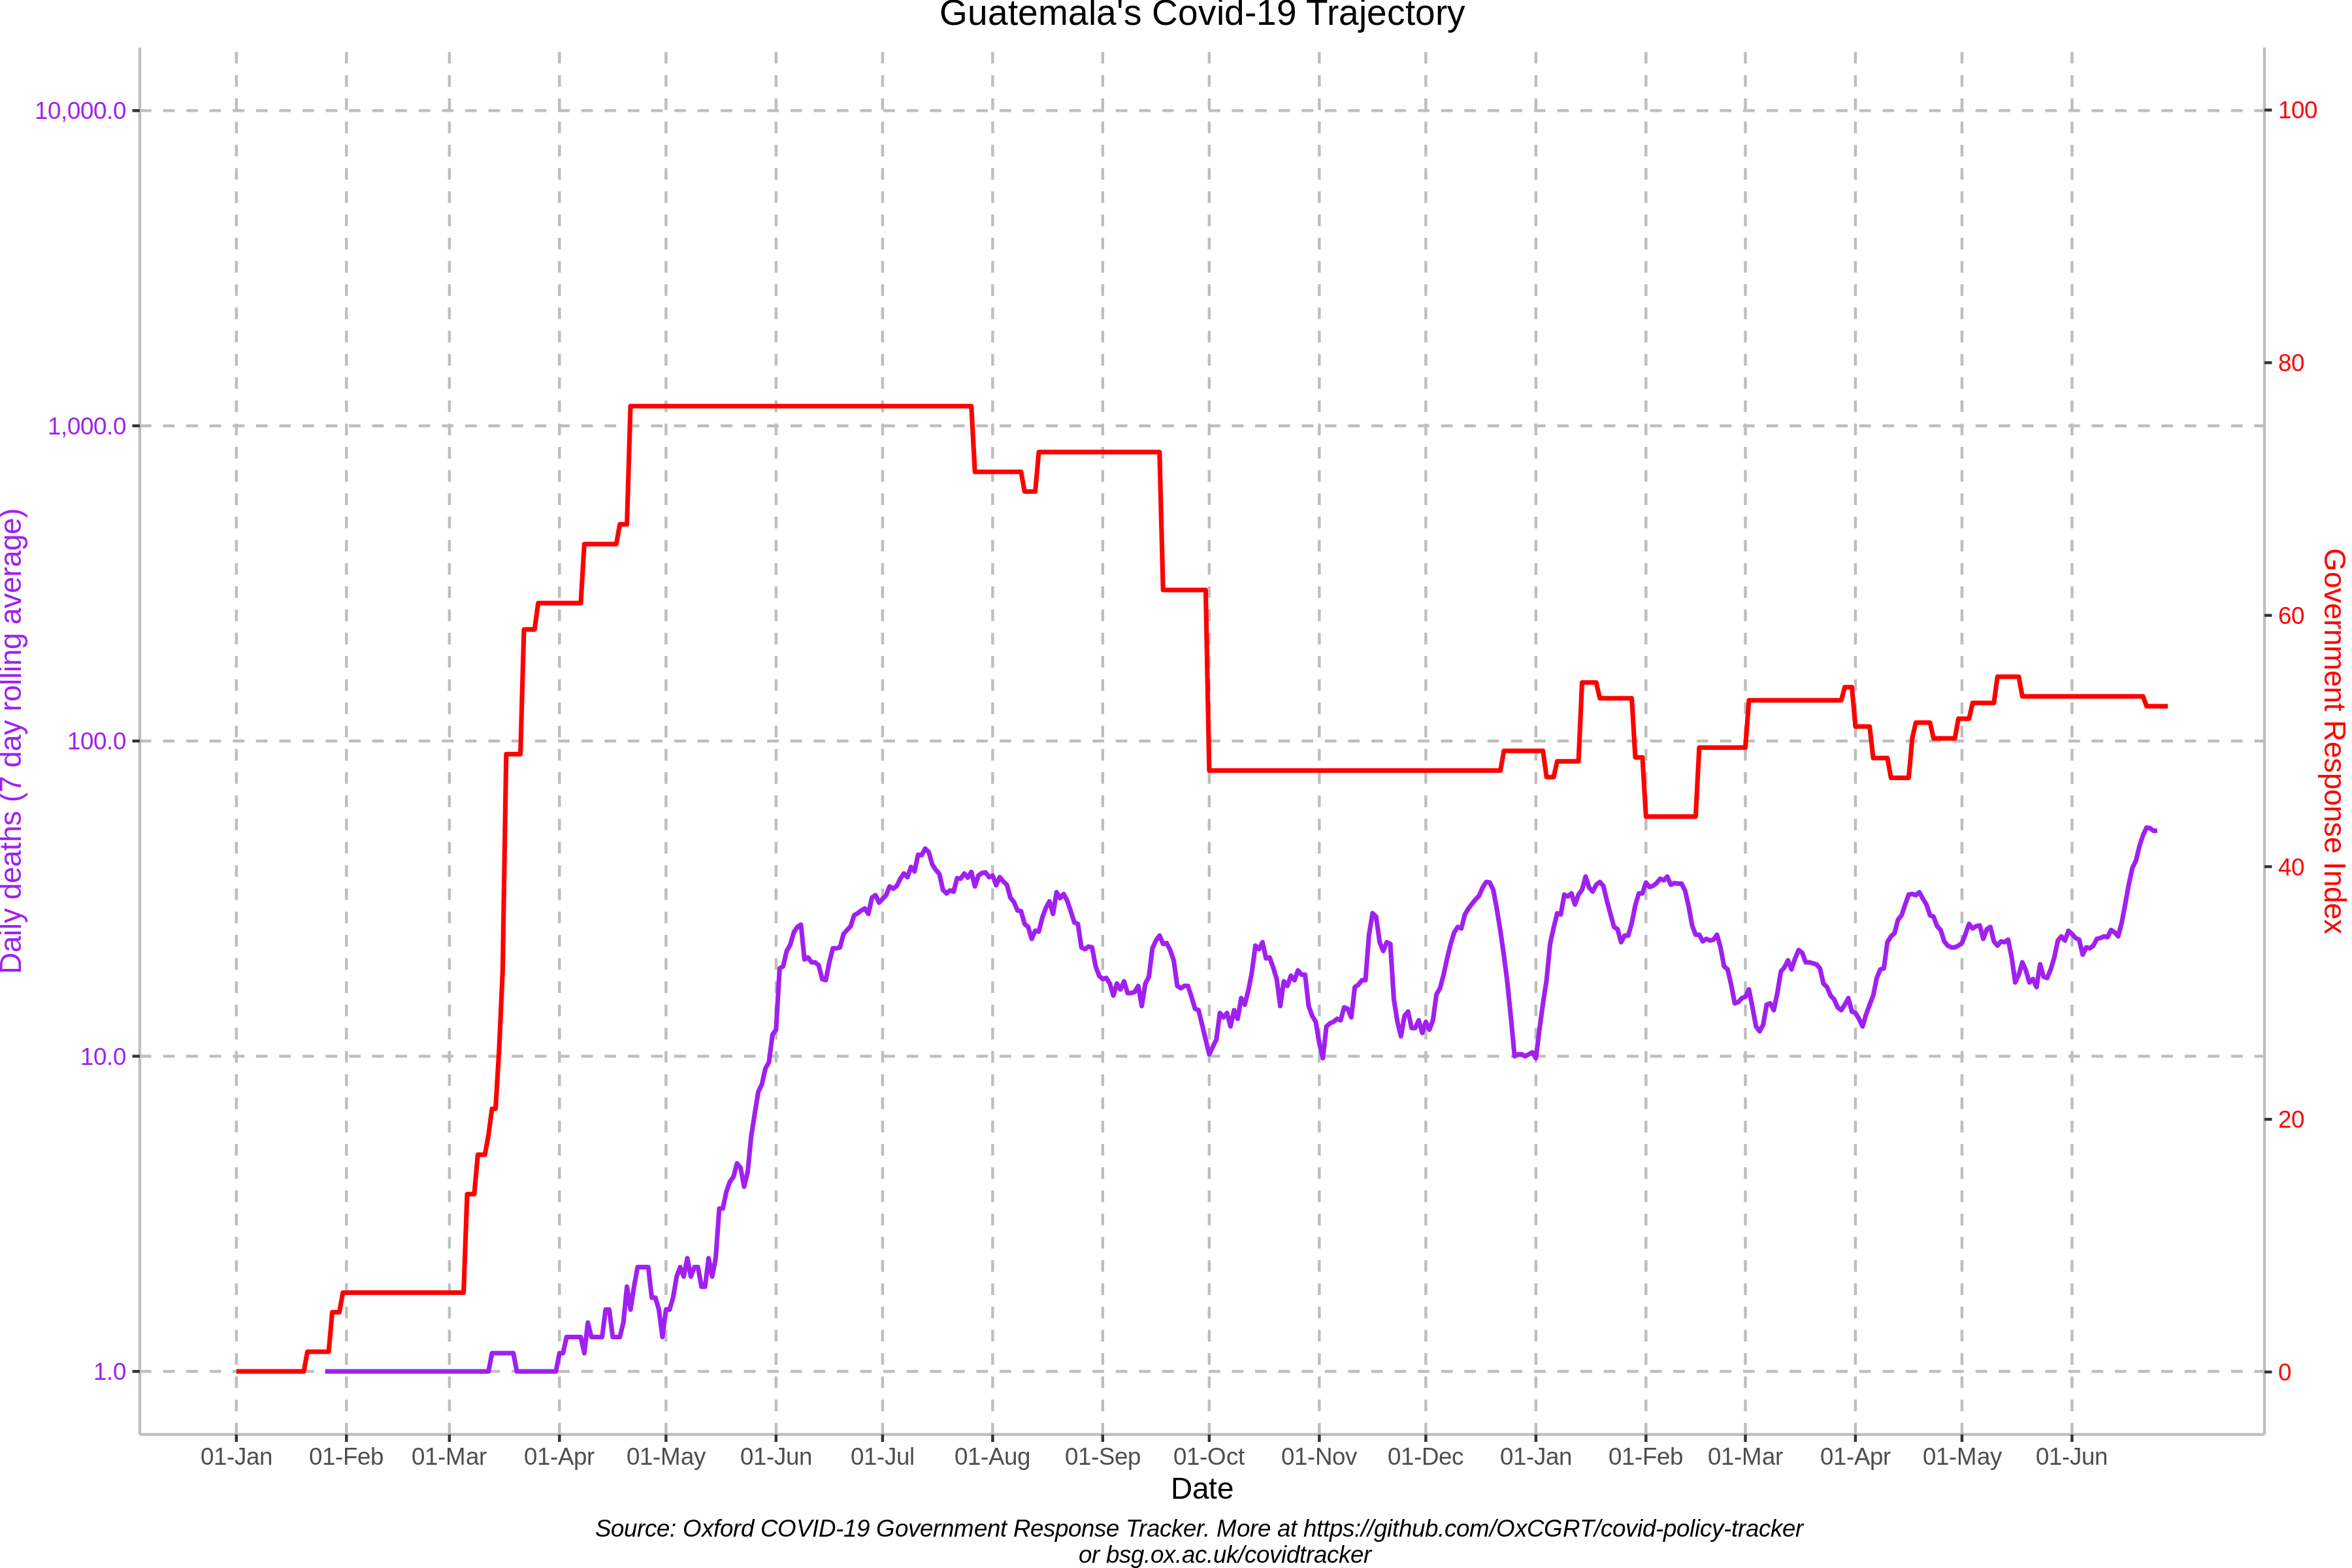 Guatemala's Covid-19 Trajectory
10,000.0
1,000.0
100.0
10.0
1.0
Daily deaths (7 day rolling average)
100
80
60
40
20
0
Government Response Index
01-Jan 01-Feb 01-Mar 01-Apr 01-May 01-Jun 01-Jul 01-Aug 01-Sep 01-Oct 01-Nov 01-Dec 01-Jan 01-Feb 01-Mar 01-Apr 01-May 01-Jun
Date
Source: Oxford COVID-19 Government Response Tracker. More at https://github.com/OxCGRT/covid-policy-tracker
or bsg.ox.ac.uk/covidtracker